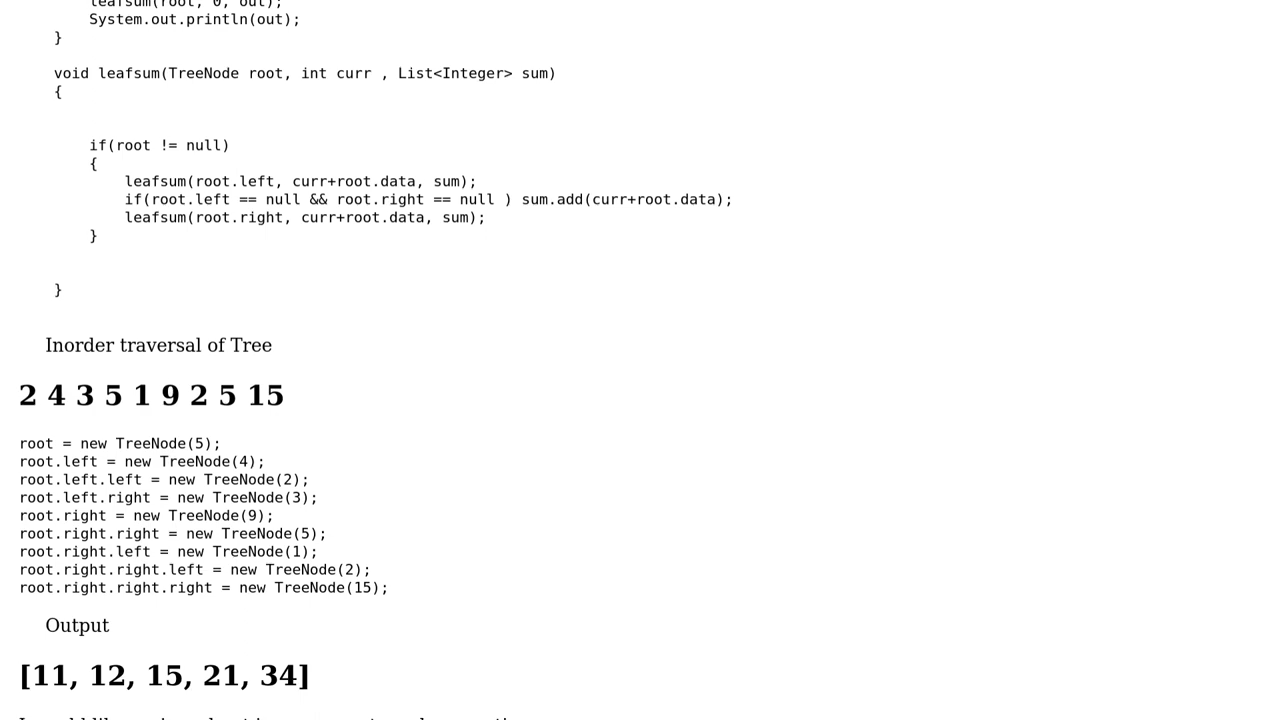 leafsum(root, 0, out);
System.out.println(out);
}
void leafsum(TreeNode root, int curr , List<Integer> sum)
{
if(root != null)
{
leafsum(root.left, curr+root.data, sum);
if(root.left == null && root.right == null ) sum.add(curr+root.data);
leafsum(root.right, curr+root.data, sum);
}
}
Inorder traversal of Tree
2 4 3 5 1 9 2 5 15
root = new TreeNode(5);
root.left = new TreeNode(4);
root.left.left = new TreeNode(2);
root.left.right = new TreeNode(3);
root.right = new TreeNode(9);
root.right.right = new TreeNode(5);
root.right.left = new TreeNode(1);
root.right.right.left = new TreeNode(2);
root.right.right.right = new TreeNode(15);
Output
[11, 12, 15, 21, 34]